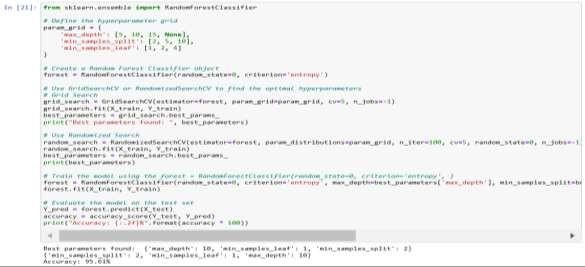 In [21]: from sklearn.ensemble import RandomForestClassifier
# Define the hyperparameter grid
param_grid = {
'max_depth': [5, 10, 15, None],
'min_samples_split': [2, 5, 10],
'min_samples_leaf': [1, 2, 4]
}
# Create a Random Forest Classifier object
forest = RandomForestClassifier(random_state=0, criterion='entropy')
# Use GridSearchCV or RandomizedSearchCV to find the optimal hyperparameters
# Grid Search
grid_search = GridSearchCV(estimator=forest, param_grid=param_grid, cv=5, n_jobs=-1)
grid_search.fit(X_train, Y_train)
best_parameters = grid_search.best_params_
print("Best parameters found: ", best_parameters)
# Use Randomized Search
random_search = RandomizedSearchCV(estimator=forest, param_distributions=param_grid, n_iter=100, cv=5, random_state=0, n_jobs=-1
random_search.fit(X_train, Y_train)
best_parameters = random_search.best_params_
print(best_parameters)
# Train the model using the forest = RandomForestClassifier(random_state=0, criterion='entropy', )
forest = RandomForestClassifier(random_state=0, criterion='entropy', max_depth=best_parameters['max_depth'], min_samples_split=be
forest.fit(X_train, Y_train)
# Evaluate the model on the test set
Y_pred = forest.predict(X_test)
accuracy = accuracy_score(Y_test, Y_pred)
print("Accuracy: {:.2f}%".format(accuracy * 100))
Best parameters found: {'max_depth': 10, 'min_samples_leaf': 1, 'min_samples_split': 2}
{'min_samples_split': 2, 'min_samples_leaf': 1, 'max_depth': 10}
Accuracy: 95.61%